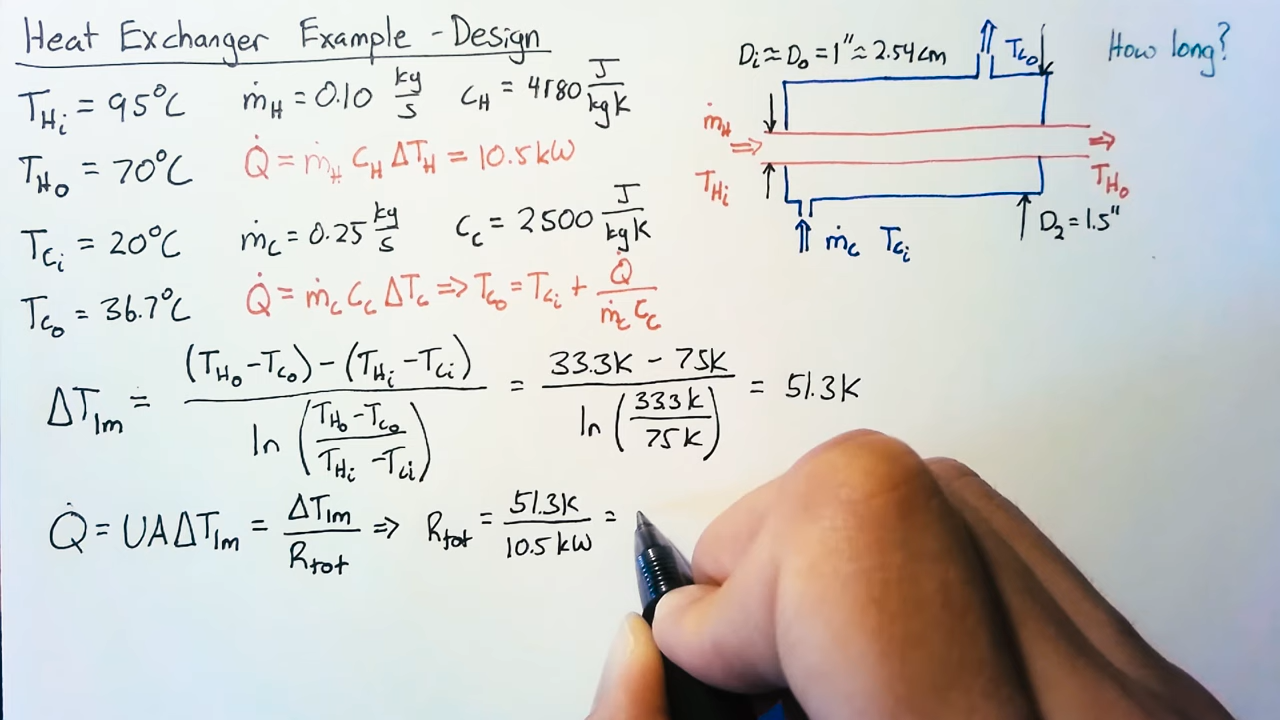 Heat Exchanger Example - Design
T_Hi = 95°C ṁ_H = 0.10 kg/s C_H = 4180 J/kgK
T_Ho = 70°C Q̇ = ṁ_H C_H ΔT_H = 10.5kW
T_Ci = 20°C ṁ_C = 0.25 kg/s C_C = 2500 J/kgK
T_Co = 36.7°C Q̇ = ṁ_C C_C ΔT_C ⇒ T_Co = T_Ci + Q̇/ṁ_C C_C
ΔT_lm = (T_Ho - T_Co) - (T_Hi - T_Ci) / ln(T_Ho - T_Co / T_Hi - T_Ci) = 33.3K - 75K / ln(33.3K / 75K) = 51.3K
Q̇ = UAΔT_lm = ΔT_lm / R_tot ⇒ R_tot = 51.3K / 10.5kW =
D_i ≈ D_o = 1" ≈ 2.54cm
T_Co
How long?
ṁ_H
T_Hi
T_Ho
D_2 = 1.5"
ṁ_C T_Ci